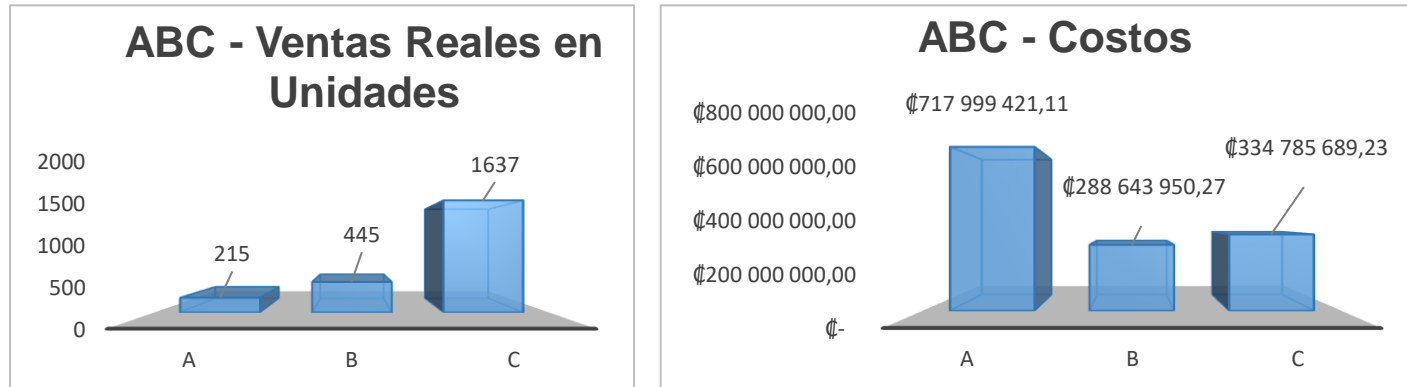 ABC - Ventas Reales en
Unidades
2000
1500
1000
500
0
215
445
1637
A
B
C
ABC - Costos
₡800 000 000,00
₡600 000 000,00
₡400 000 000,00
₡200 000 000,00
₡-
₡717 999 421,11
₡288 643 950,27
₡334 785 689,23
A
B
C